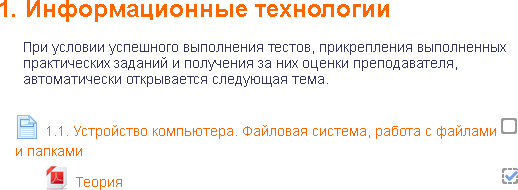 1. Информационные технологии
При условии успешного выполнения тестов, прикрепления выполненных
практических заданий и получения за них оценки преподавателя,
автоматически открывается следующая тема.
1.1. Устройство компьютера. Файловая система, работа с файлами
и папками
Теория